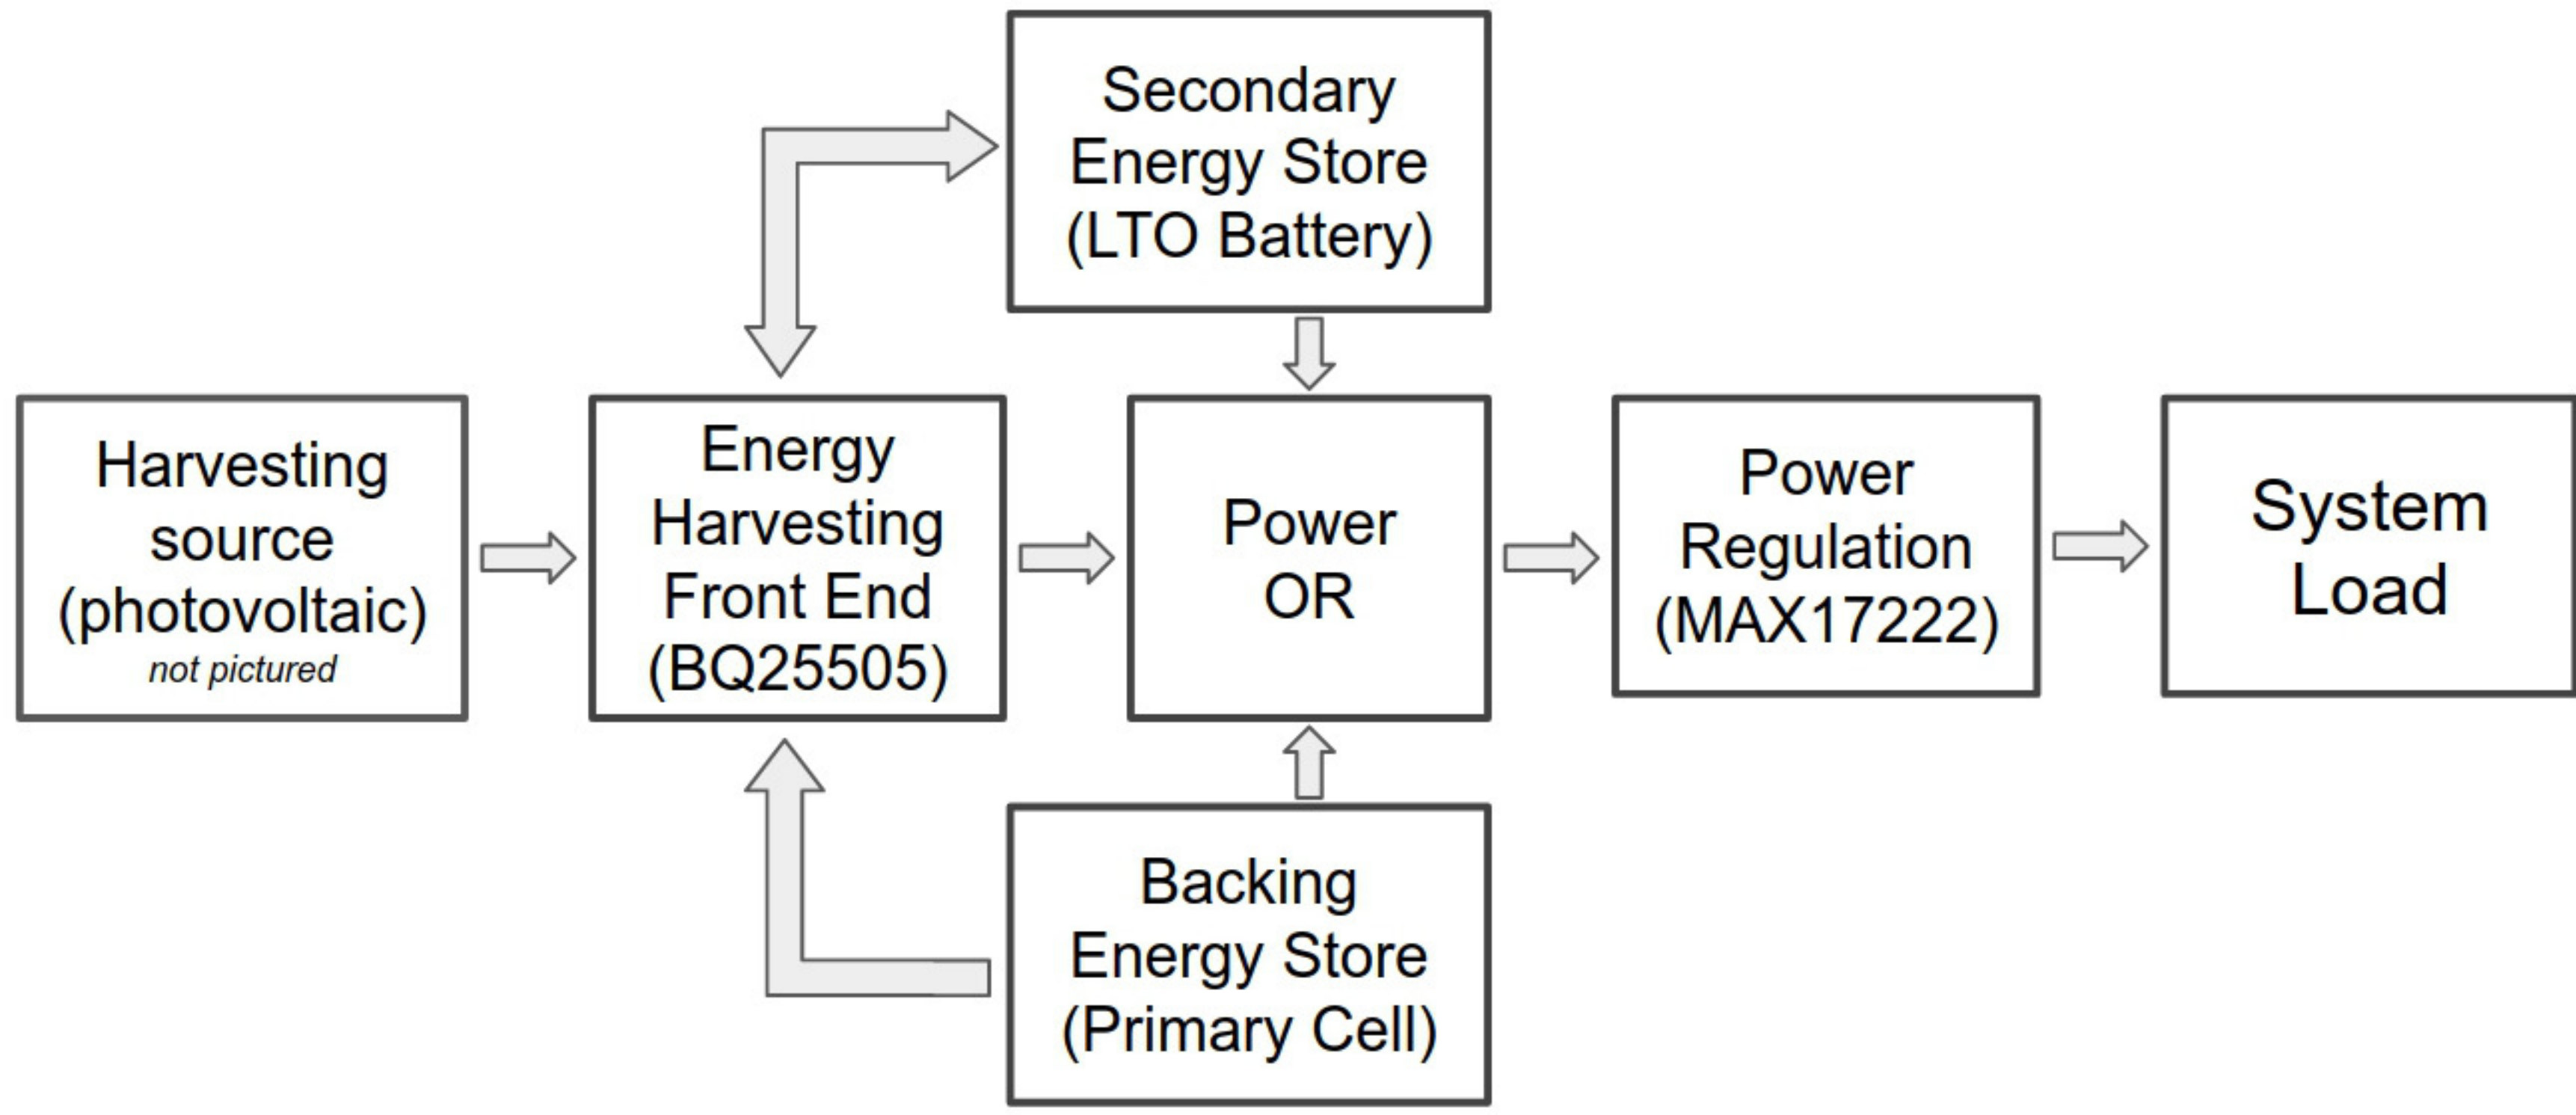 Secondary
Energy Store
(LTO Battery)
Harvesting
source
(photovoltaic)
not pictured
Energy
Harvesting
Front End
(BQ25505)
Power
OR
Power
Regulation
(MAX17222)
System
Load
Backing
Energy Store
(Primary Cell)